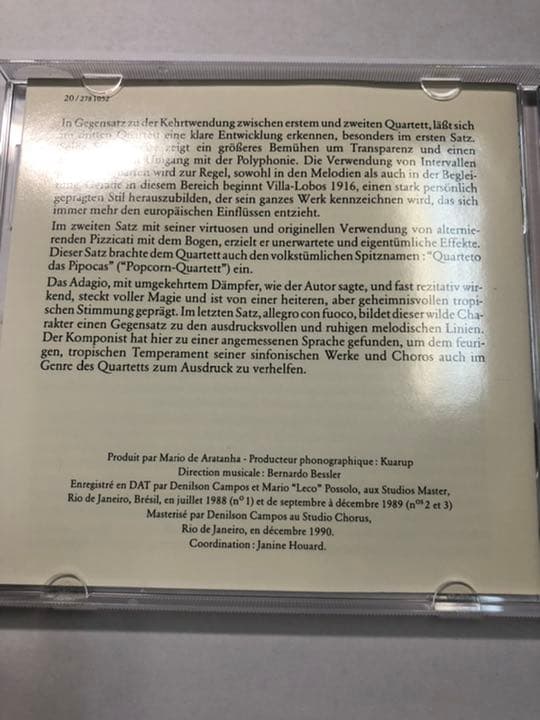 20/278 1052
In Gegensatz zu der Kehrtwendung zwischen erstem und zweiten Quartett, läßt sich
am dritten Quartett eine klare Entwicklung erkennen, besonders im ersten Satz.
zeigt ein größeres Bemühen um Transparenz und einen
Umgang mit der Polyphonie. Die Verwendung von Intervallen
wird zur Regel, sowohl in den Melodien als auch in der Beglei-
tung. Gerade in diesem Bereich beginnt Villa-Lobos 1916, einen stark persönlich
geprägten Stil herauszubilden, der sein ganzes Werk kennzeichnen wird, das sich
immer mehr den europäischen Einflüssen entzieht.
Im zweiten Satz mit seiner virtuosen und originellen Verwendung von alternie-
renden Pizzicati mit dem Bogen, erzielt er unerwartete und eigentümliche Effekte.
Dieser Satz brachte dem Quartett auch den volkstümlichen Spitznamen : "Quarteto
das Pipocas" ("Popcorn-Quartett") ein.
Das Adagio, mit umgekehrtem Dämpfer, wie der Autor sagte, und fast rezitativ wir-
kend, steckt voller Magie und ist von einer heiteren, aber geheimnisvollen tropi-
schen Stimmung geprägt. Im letzten Satz, allegro con fuoco, bildet dieser wilde Cha-
rakter einen Gegensatz zu den ausdrucksvollen und ruhigen melodischen Linien.
Der Komponist hat hier zu einer angemessenen Sprache gefunden, um dem feuri-
gen, tropischen Temperament seiner sinfonischen Werke und Choros auch im
Genre des Quartetts zum Ausdruck zu verhelfen.
Produit par Mario de Aratanha - Producteur phonographique : Kuarup
Direction musicale : Bernardo Bessler
Enregistré en DAT par Denilson Campos et Mario "Leco" Possolo, aux Studios Master,
Rio de Janeiro, Brésil, en juillet 1988 (nº 1) et de septembre à décembre 1989 (nos 2 et 3)
Masterisé par Denilson Campos au Studio Chorus,
Rio de Janeiro, en décembre 1990.
Coordination : Janine Houard.